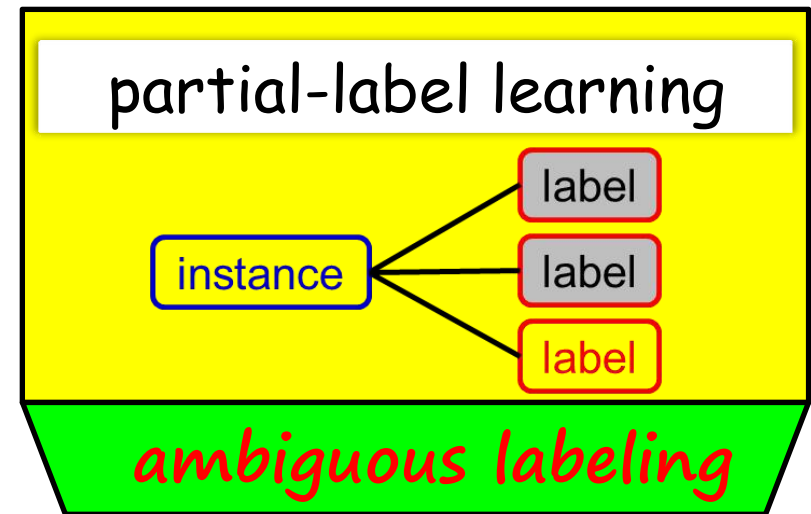 partial-label learning
label
instance
label
label
ambiguous labeling